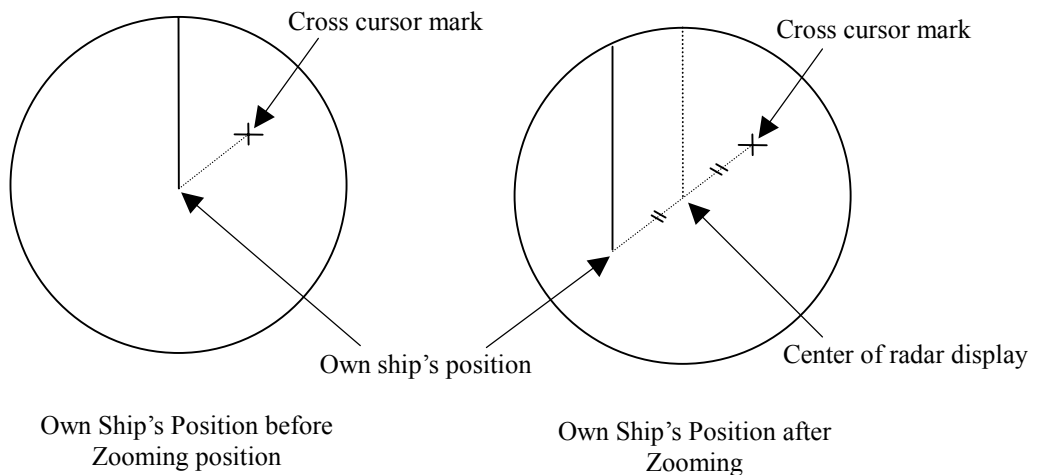 Cross cursor mark
Cross cursor mark
Own ship’s position
Center of radar display
Own Ship’s Position before
Zooming position
Own Ship’s Position after
Zooming